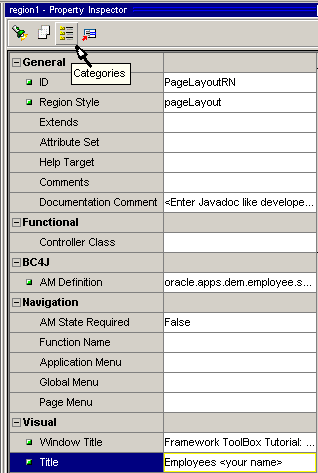 region1 - Property Inspector
Categories
General
ID PageLayoutRN
Region Style pageLayout
Extends
Attribute Set
Help Target
Comments
Documentation Comment <Enter Javadoc like develope...
Functional
Controller Class
BC4J
AM Definition oracle.apps.dem.employee.s...
Navigation
AM State Required False
Function Name
Application Menu
Global Menu
Page Menu
Visual
Window Title Framework ToolBox Tutorial: ...
Title Employees <your name>